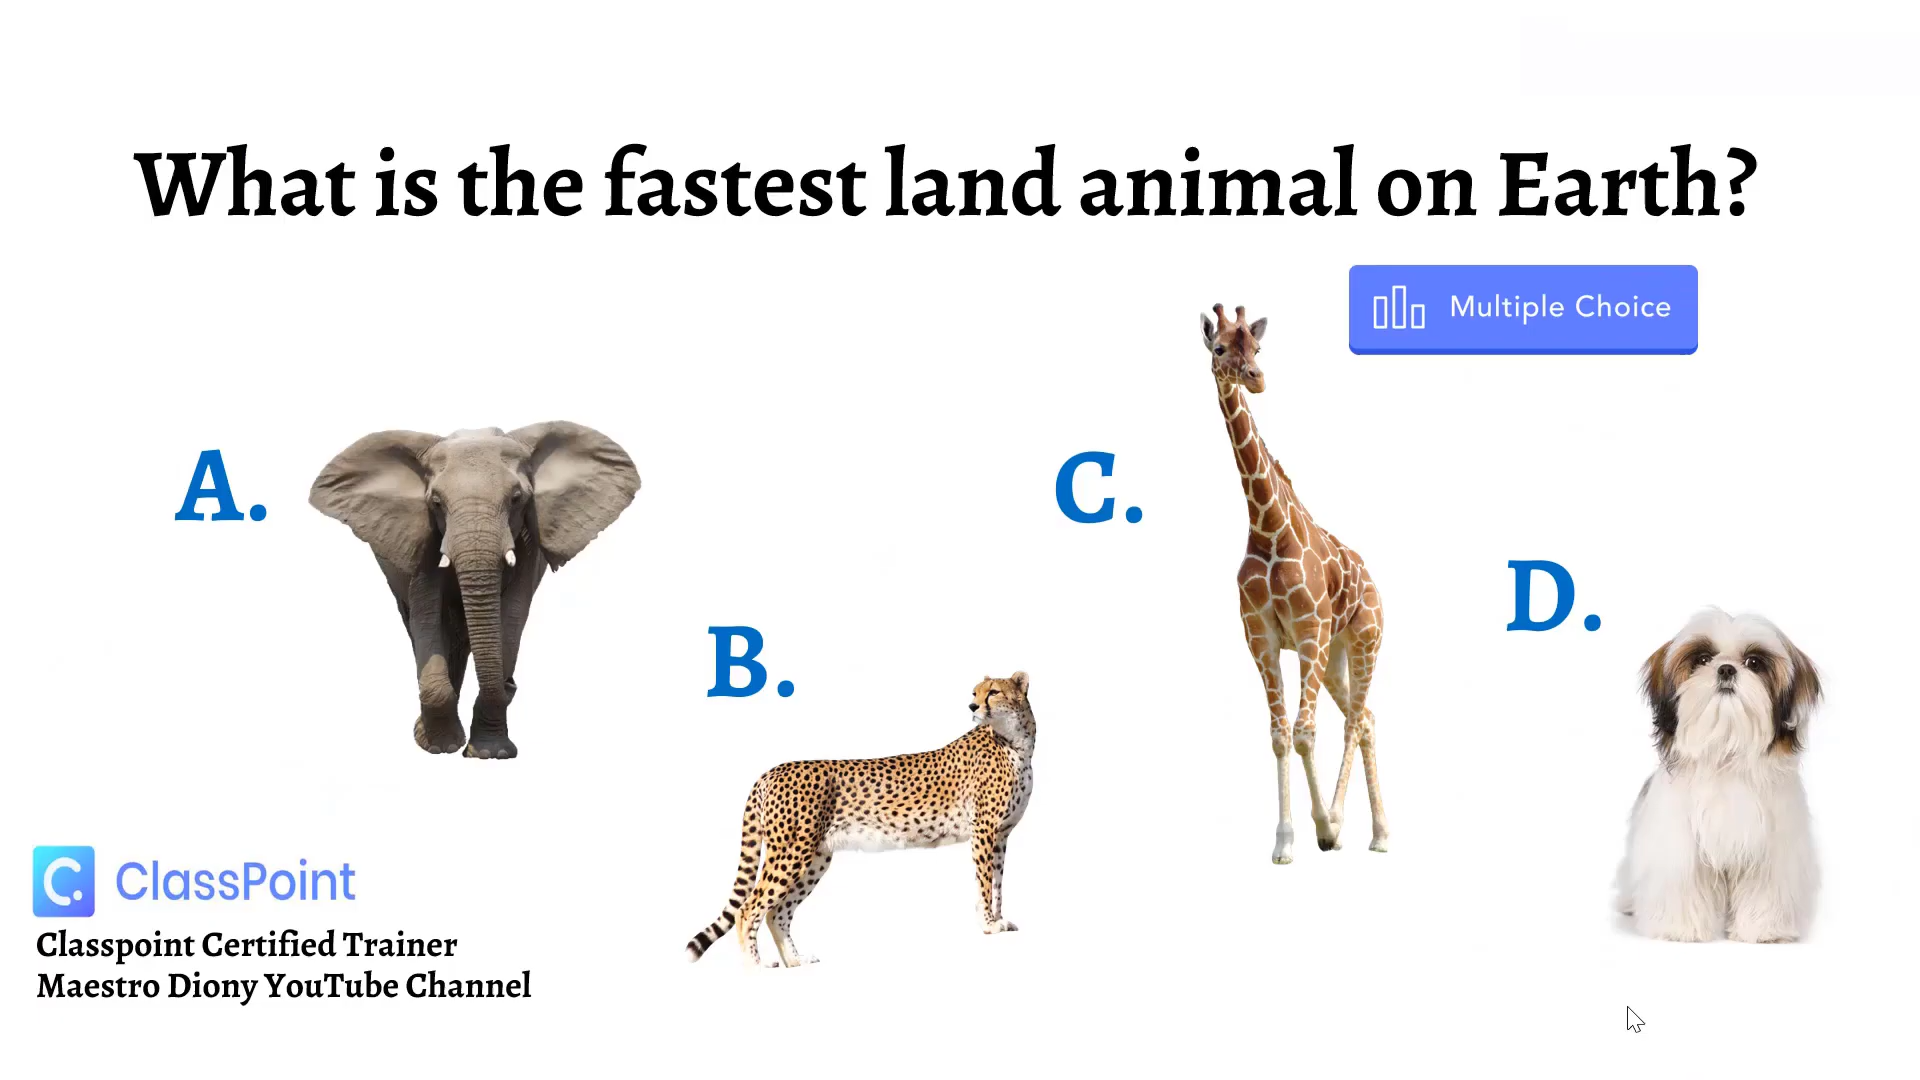 What is the fastest land animal on Earth?
Multiple Choice
A.
B.
C.
D.
C.
ClassPoint
Classpoint Certified Trainer
Maestro Diony YouTube Channel